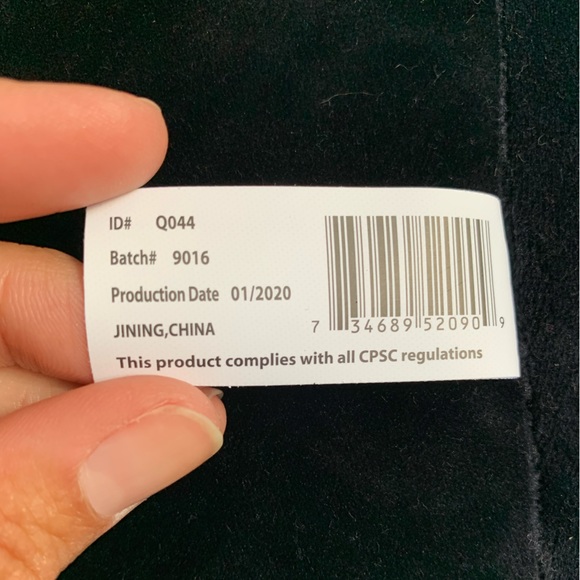 ID# Q044
Batch# 9016
Production Date 01/2020
JINING,CHINA
7 34689 52090 9
This product complies with all CPSC regulations